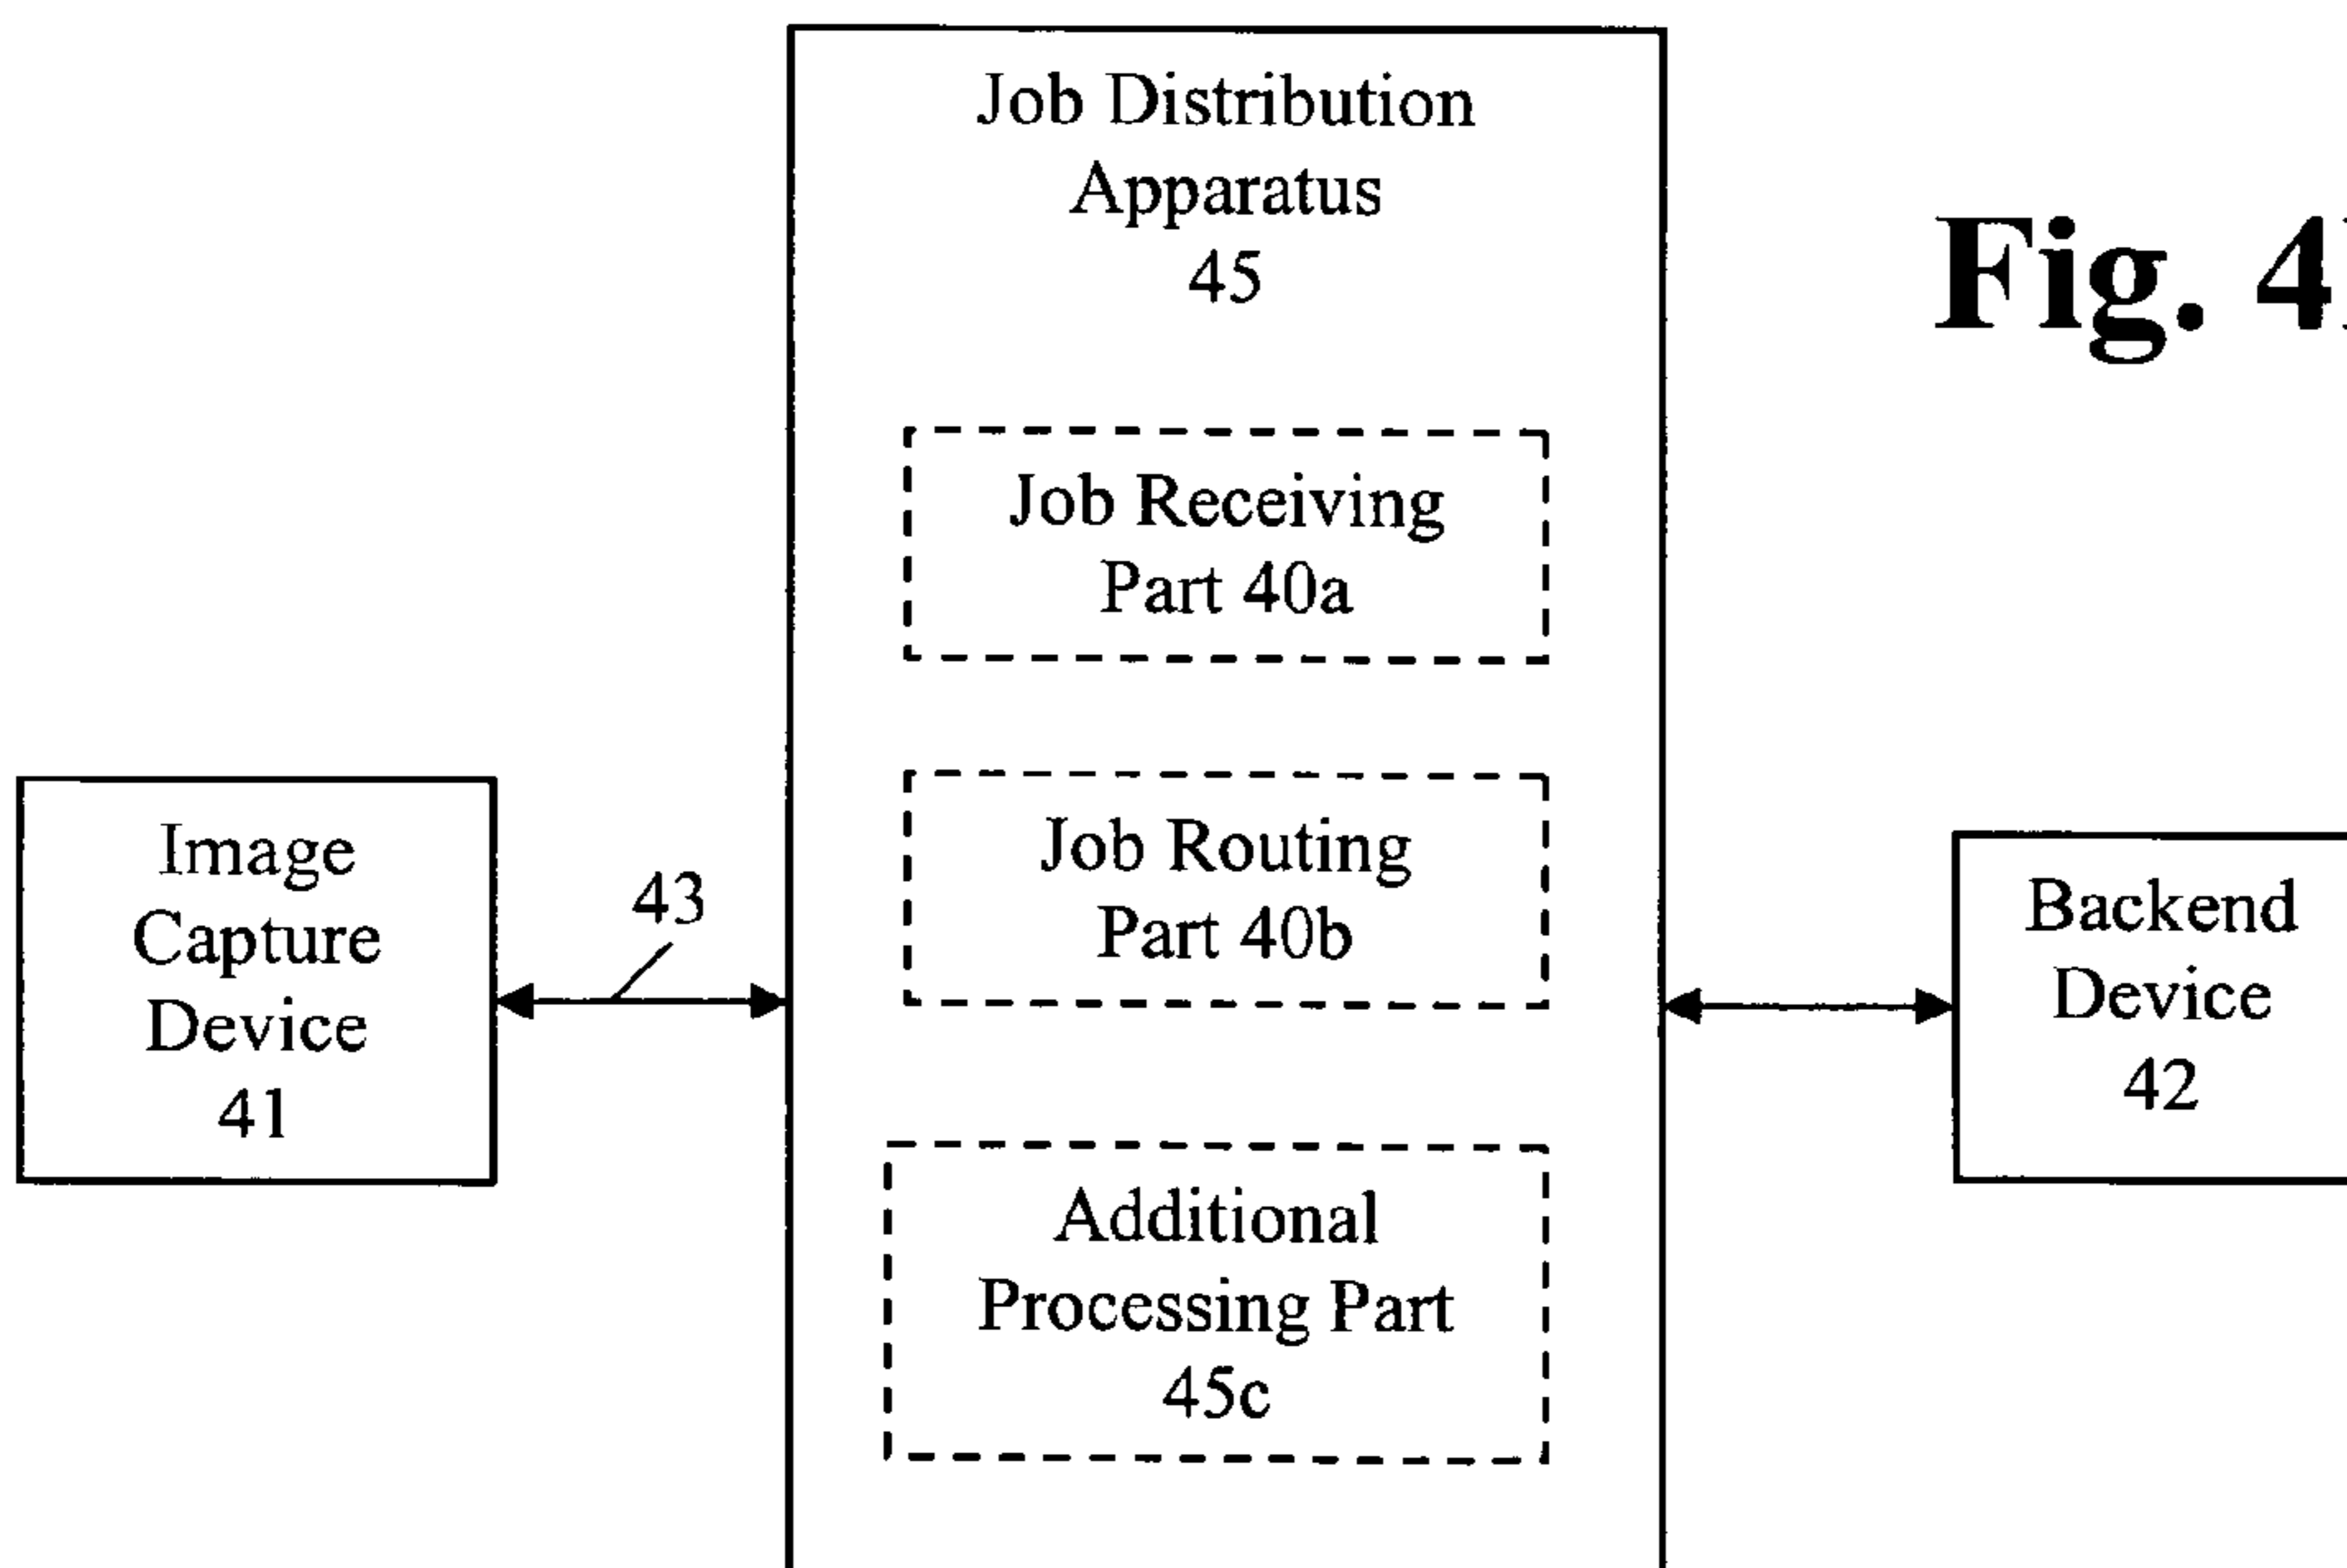 Job Distribution
Apparatus
45
Fig. 4
Job Receiving
Part 40a
Job Routing
Part 40b
Additional
Processing Part
45c
Image
Capture
Device
41
43
Backend
Device
42